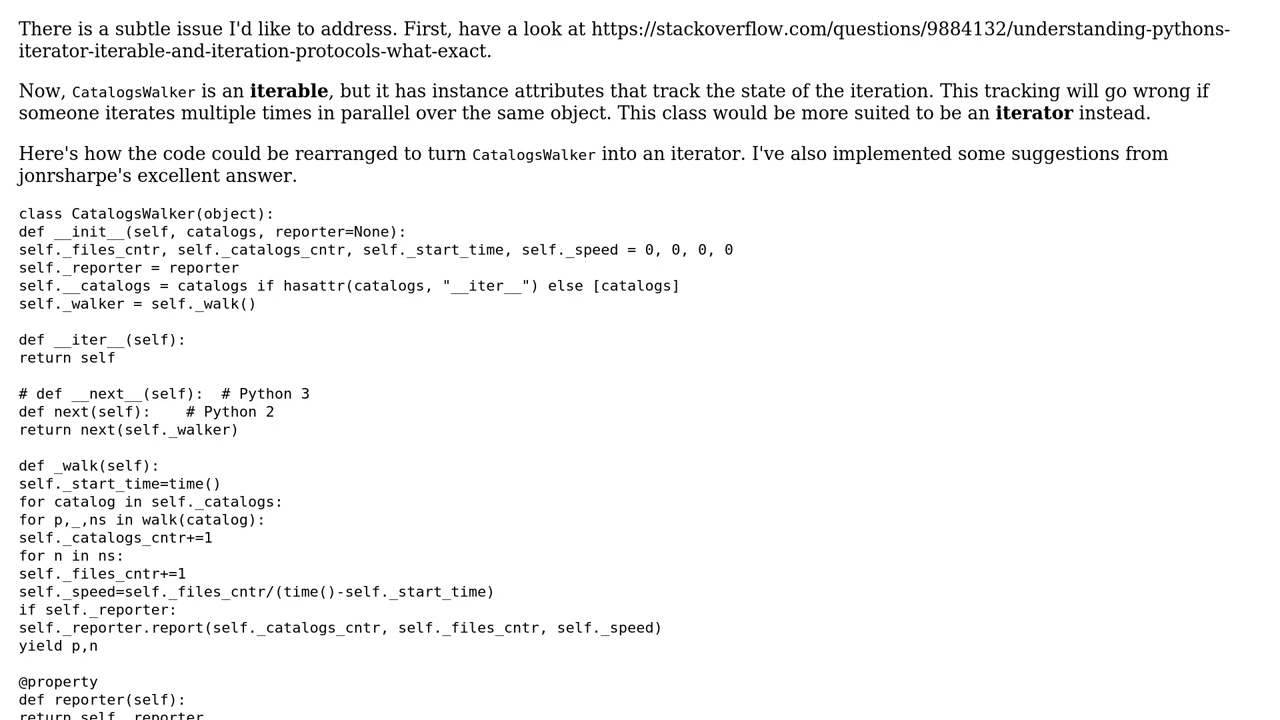 There is a subtle issue I'd like to address. First, have a look at https://stackoverflow.com/questions/9884132/understanding-pythons-
iterator-iterable-and-iteration-protocols-what-exact.
Now, CatalogsWalker is an iterable, but it has instance attributes that track the state of the iteration. This tracking will go wrong if
someone iterates multiple times in parallel over the same object. This class would be more suited to be an iterator instead.
Here's how the code could be rearranged to turn CatalogsWalker into an iterator. I've also implemented some suggestions from
jonrsharpe's excellent answer.
class CatalogsWalker(object):
def __init__(self, catalogs, reporter=None):
self._files_cntr, self._catalogs_cntr, self._start_time, self._speed = 0, 0, 0, 0
self._reporter = reporter
self.__catalogs = catalogs if hasattr(catalogs, "__iter__") else [catalogs]
self._walker = self._walk()
def __iter__(self):
return self
# def __next__(self):  # Python 3
def next(self):    # Python 2
return next(self._walker)
def _walk(self):
self._start_time=time()
for catalog in self._catalogs:
for p,_,ns in walk(catalog):
self._catalogs_cntr+=1
for n in ns:
self._files_cntr+=1
self._speed=self._files_cntr/(time()-self._start_time)
if self._reporter:
self._reporter.report(self._catalogs_cntr, self._files_cntr, self._speed)
yield p,n
@property
def reporter(self):
return self._reporter